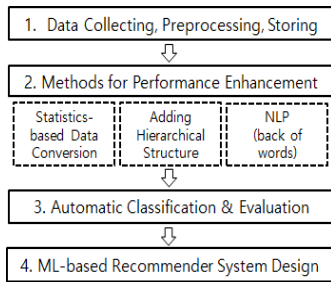 1. Data Collecting, Preprocessing, Storing
2. Methods for Performance Enhancement
Statistics-
based Data
Conversion
Adding
Hierarchical
Structure
NLP
(back of
words)
3. Automatic Classification & Evaluation
4. ML-based Recommender System Design